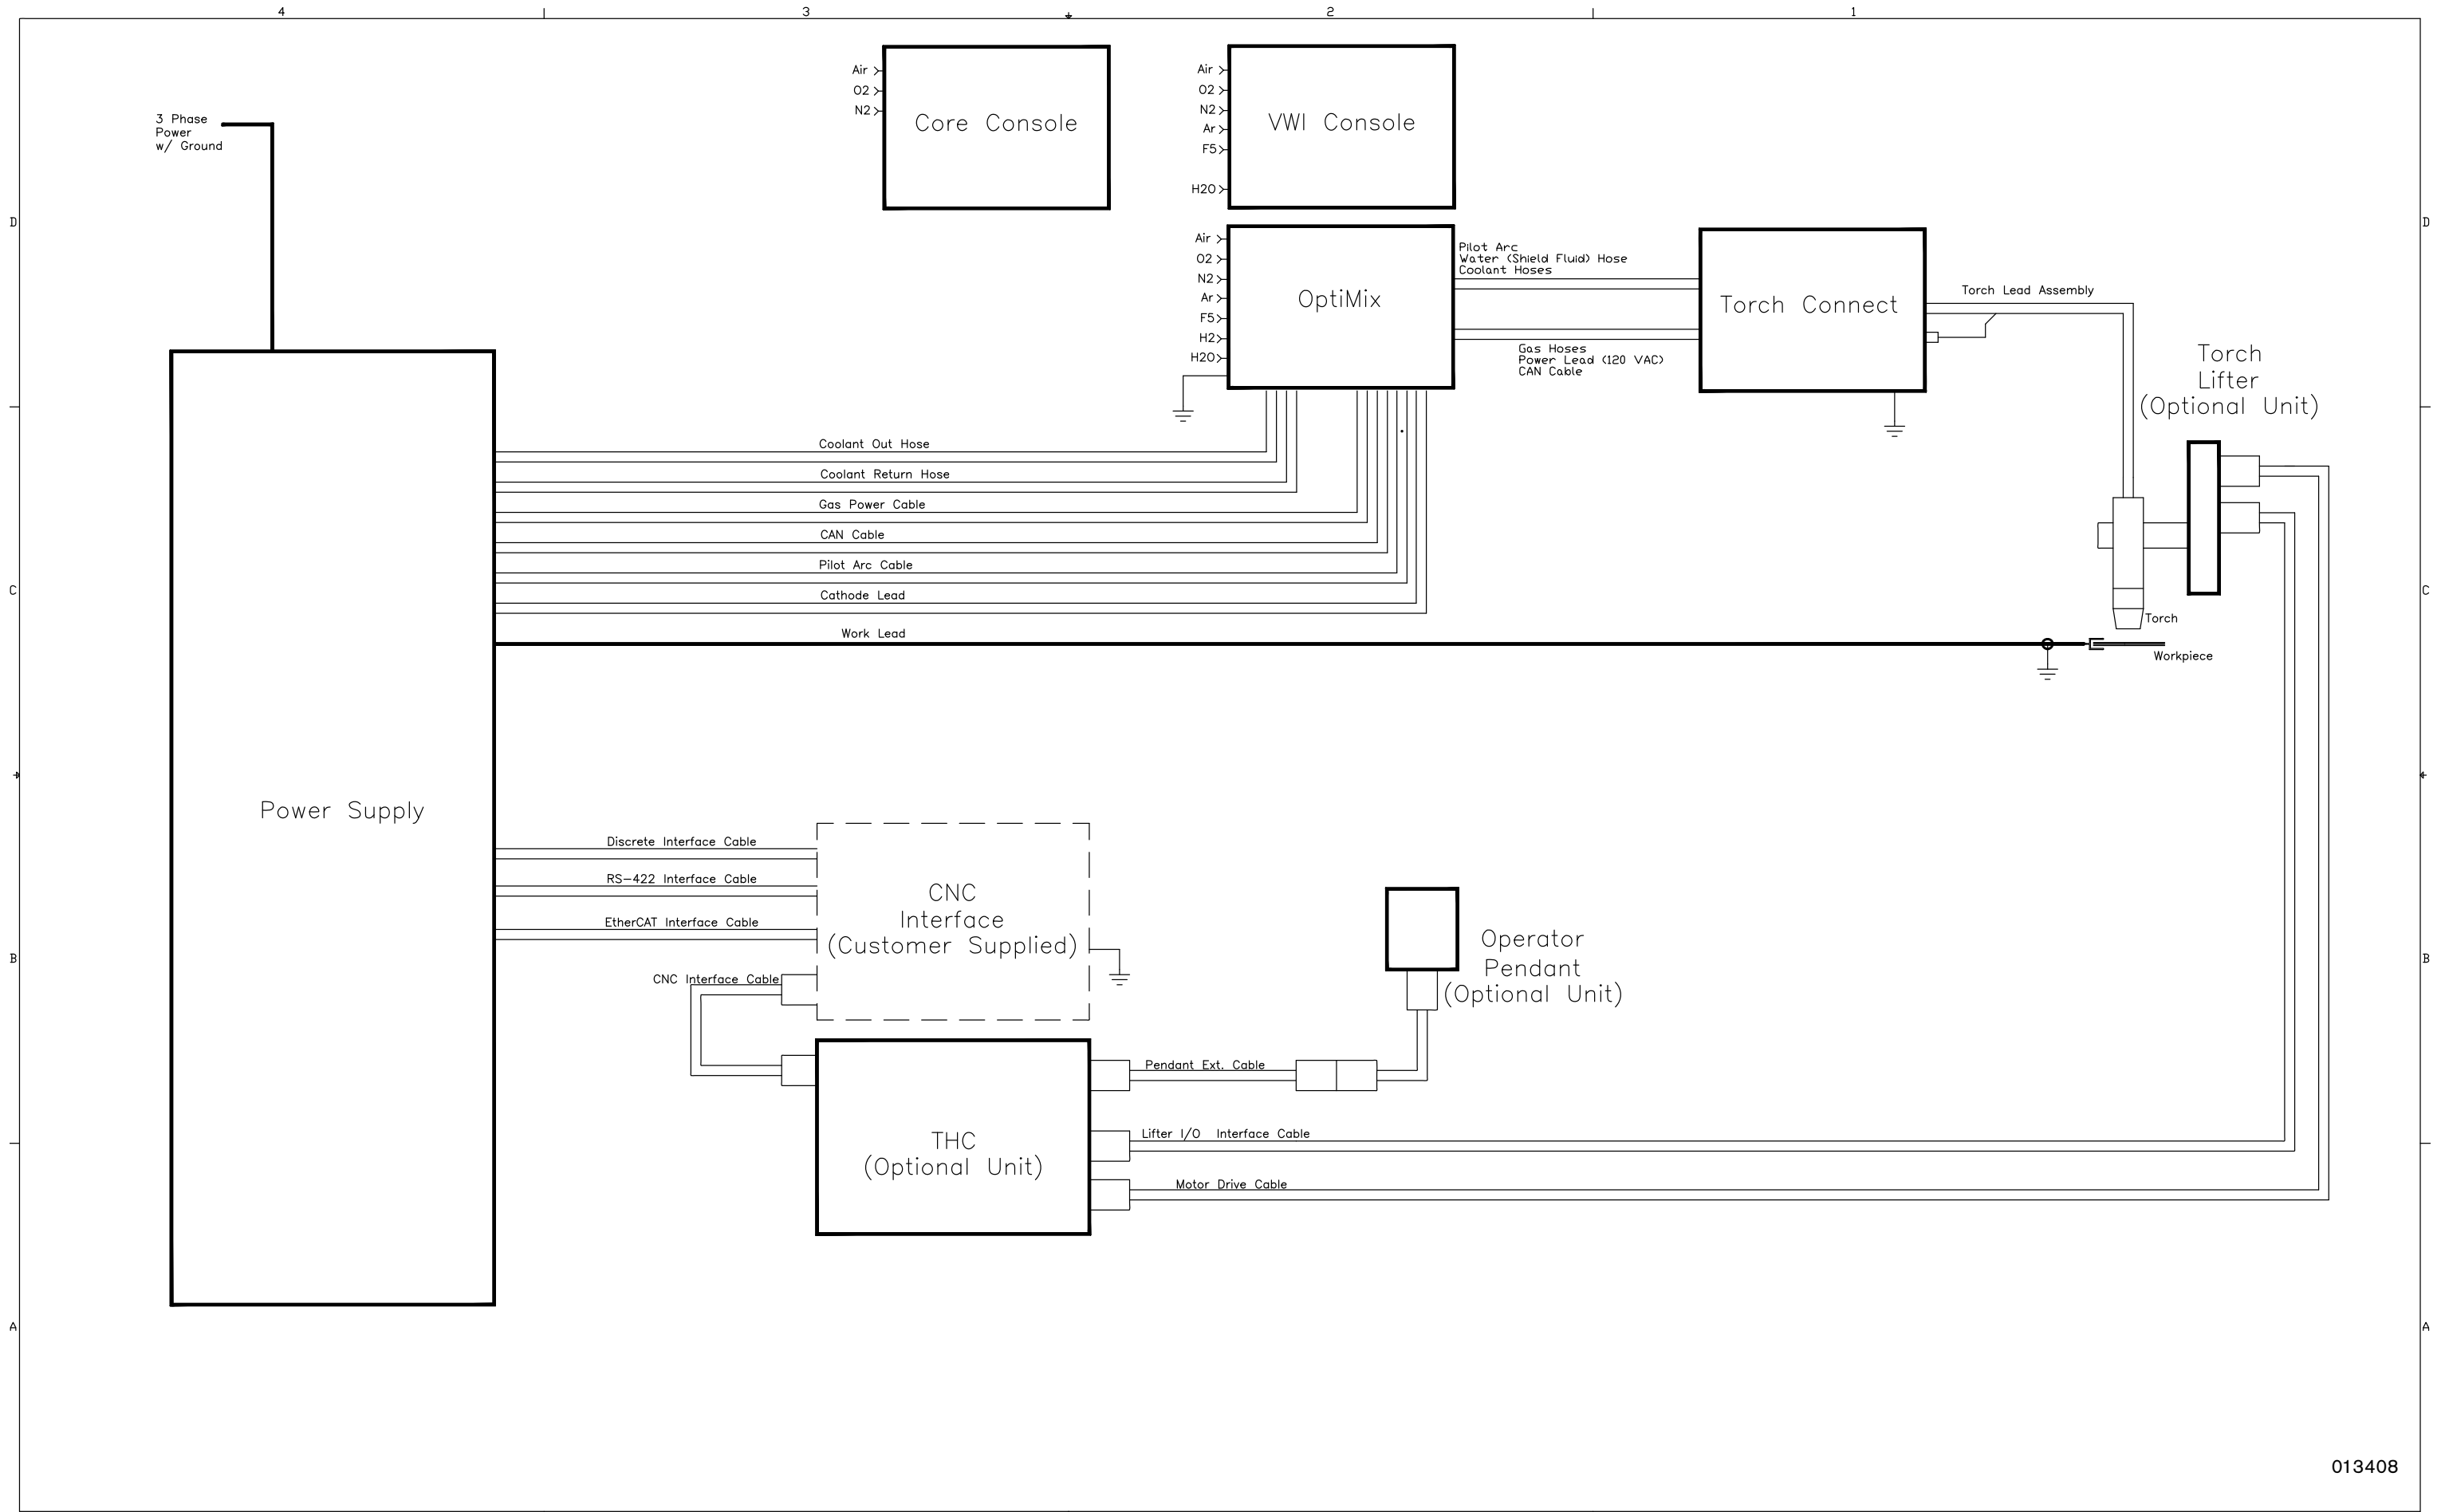 4
3
2
1
Air
O2
N2
Core Console
Air
O2
N2
Ar
F5
H2O
VWI Console
3 Phase
Power
w/ Ground
D
D
Air
O2
N2
Ar
F5
H2
H2O
OptiMix
Pilot Arc
Water (Shield Fluid) Hose
Coolant Hoses
Gas Hoses
Power Lead (120 VAC)
CAN Cable
Torch Connect
Torch Lead Assembly
Torch
Lifter
(Optional Unit)
Coolant Out Hose
Coolant Return Hose
Gas Power Cable
CAN Cable
Pilot Arc Cable
Cathode Lead
Work Lead
C
C
Torch
Workpiece
Power Supply
Discrete Interface Cable
RS-422 Interface Cable
EtherCAT Interface Cable
CNC Interface Cable
CNC
Interface
(Customer Supplied)
Operator
Pendant
(Optional Unit)
B
B
THC
(Optional Unit)
Pendant Ext. Cable
Lifter I/O Interface Cable
Motor Drive Cable
A
A
013408